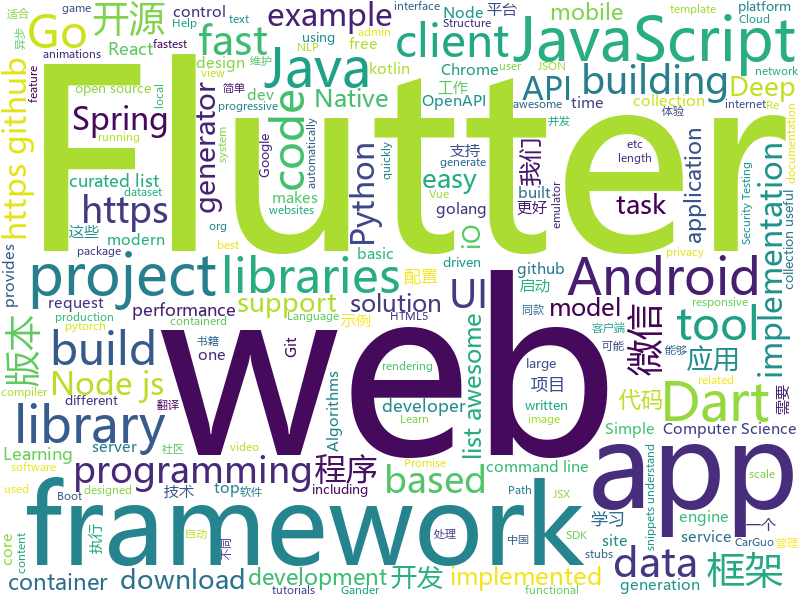 同步 适合 Help text interface 开源 Go fast example control Node 平台 template Cloud
game NLP using free mobile platform admin
animations fastest 维护 React design kotlin Chrome user JSON network
client JavaScript
feature view 简单 Native 工作 API building
open source local progressive dev OpenAPI time awesome Deep
Java Spring code collection internet Re
https github generator running Google automatically Python quickly 支持 我们 体验 etc 并发 length documentation
Flutter
curated list easy built application
https makes websites golang 更好 task emulator Security Testing
这些 modern dataset org Vue io
provides package best basic driven github 启动 privacy implementation collection useful
project libraries 配置 Android
request system generate
performance support solution UI model responsive
production containerd HTML5 同款
版本 pytorch Language 示例 rendering Git 书籍 客户端 微信 tool
build 可能 能够 应用
compiler one large
Node js image 项目 代码 related
different 翻译 developer written 需要
library web Dart
server Algorithms list awesome Simple Computer Science
Learning video Learn app scale
software 社区 programming 程序 command line
used Boot designed including top 软件 based Promise 技术 Path
framework
core 执行 不同 处理 中国 JSX SDK stubs 学习 一个 engine site service CarGuo 管理 snippets understand
content container download development 开发 implemented data 框架
tutorials Gander generation functional 自动